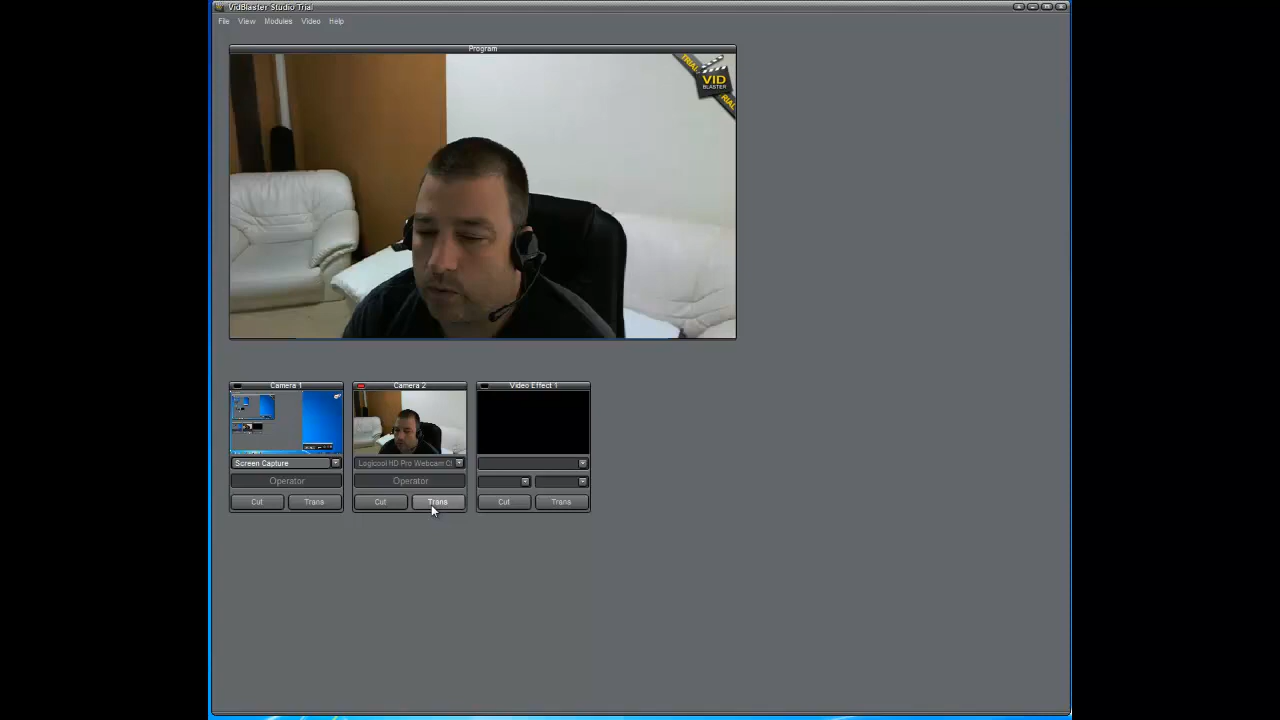 VidBlaster Studio Trial
File View Modules Video Help
Program
TRIAL
VID
BLASTER
TRIAL
Camera 1 Camera 2 Video Effect 1
Screen Capture Logicool HD Pro Webcam C
Operator Operator
Cut Trans Cut Trans Cut Trans